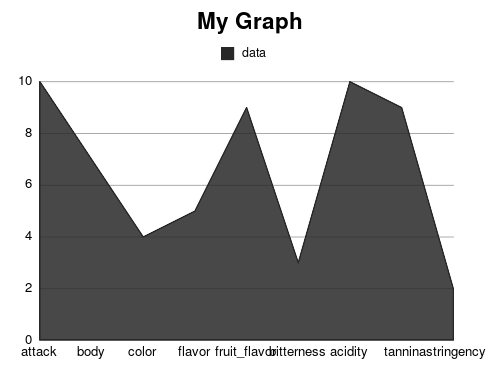 My Graph
data
10
8
6
4
2
0
attack body color flavor fruit_flavor bitterness acidity tannin astringency